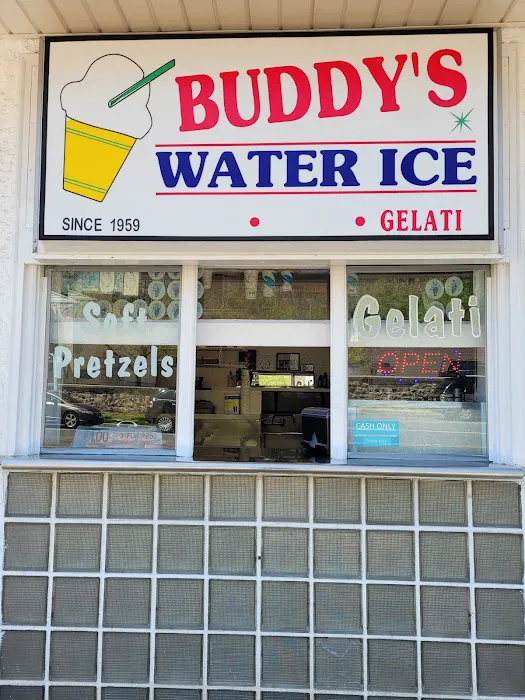 BUDDY'S
WATER ICE
SINCE 1959 • • GELATI
Soft
Pretzels
Gelati
OPEN
CASH ONLY